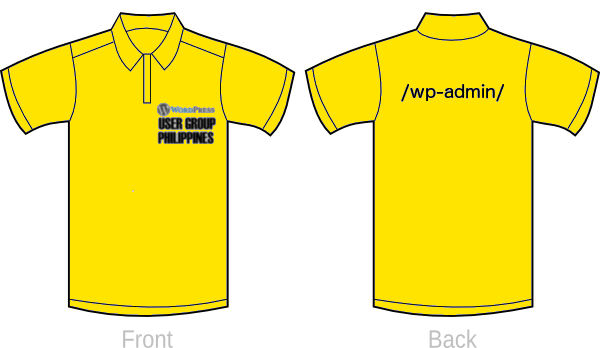 WORDPRESS
USER GROUP
PHILIPPINES
/wp-admin/
Front
Back